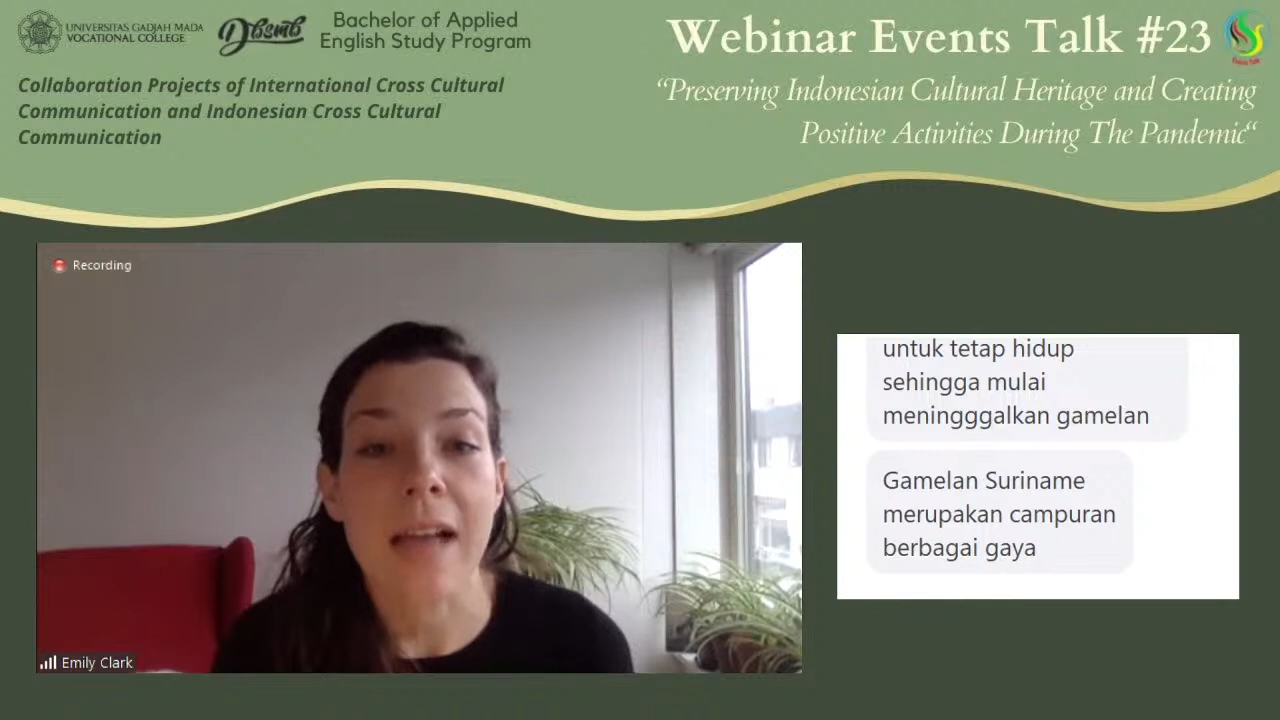 UNIVERSITAS GADJAH MADA
VOCATIONAL COLLEGE
Dbsmb
Bachelor of Applied
English Study Program
Collaboration Projects of International Cross Cultural
Communication and Indonesian Cross Cultural
Communication
Webinar Events Talk #23
“Preserving Indonesian Cultural Heritage and Creating
Positive Activities During The Pandemic“
Recording
Emily Clark
untuk tetap hidup
sehingga mulai
meningggalkan gamelan
Gamelan Suriname
merupakan campuran
berbagai gaya